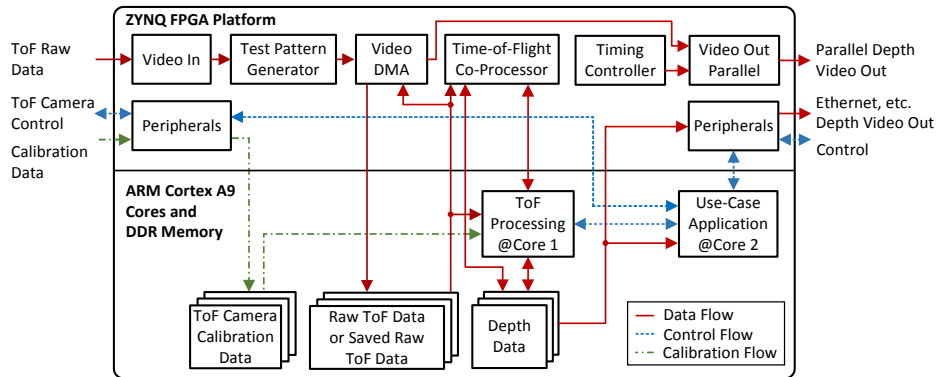 ZYNQ FPGA Platform
ToF Raw
Data
Video In
Test Pattern
Generator
Video
DMA
Time-of-Flight
Co-Processor
Timing
Controller
Video Out
Parallel
Parallel Depth
Video Out
ToF Camera
Control
Calibration
Data
Peripherals
Peripherals
Ethernet, etc.
Depth Video Out
Control
ARM Cortex A9
Cores and
DDR Memory
ToF
Processing
@Core 1
Use-Case
Application
@Core 2
ToF Camera
Calibration
Data
Raw ToF Data
or Saved Raw
ToF Data
Depth
Data
Data Flow
Control Flow
Calibration Flow